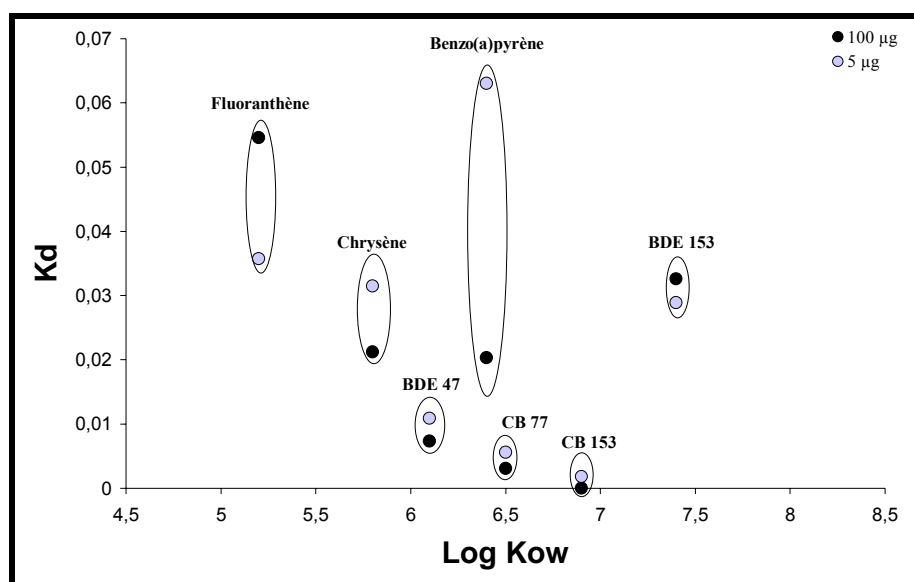 0,07
0,06
0,05
0,04
0,03
0,02
0,01
0
Kd
4,5 5 5,5 6 6,5 7 7,5 8 8,5
Log Kow
Fluoranthène
Chrysène
BDE 47
Benzo(a)pyrène
CB 77
CB 153
BDE 153
100 µg
5 µg